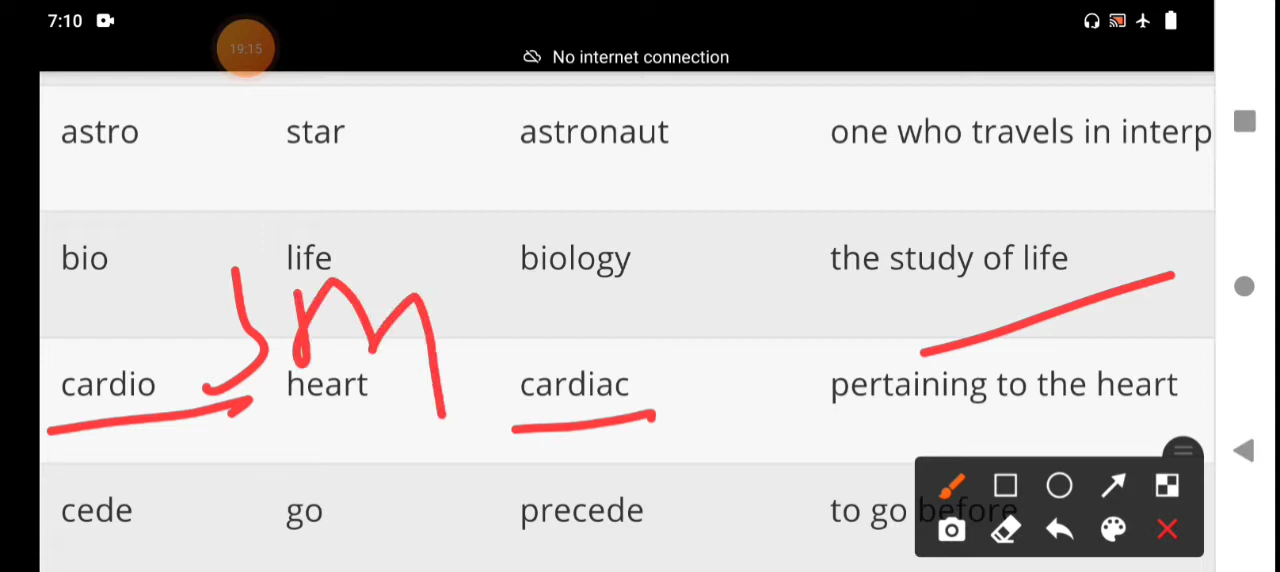 7:10
19:15
No internet connection
astro star astronaut one who travels in interp
bio life biology the study of life
cardio heart cardiac pertaining to the heart
cede go precede to go before